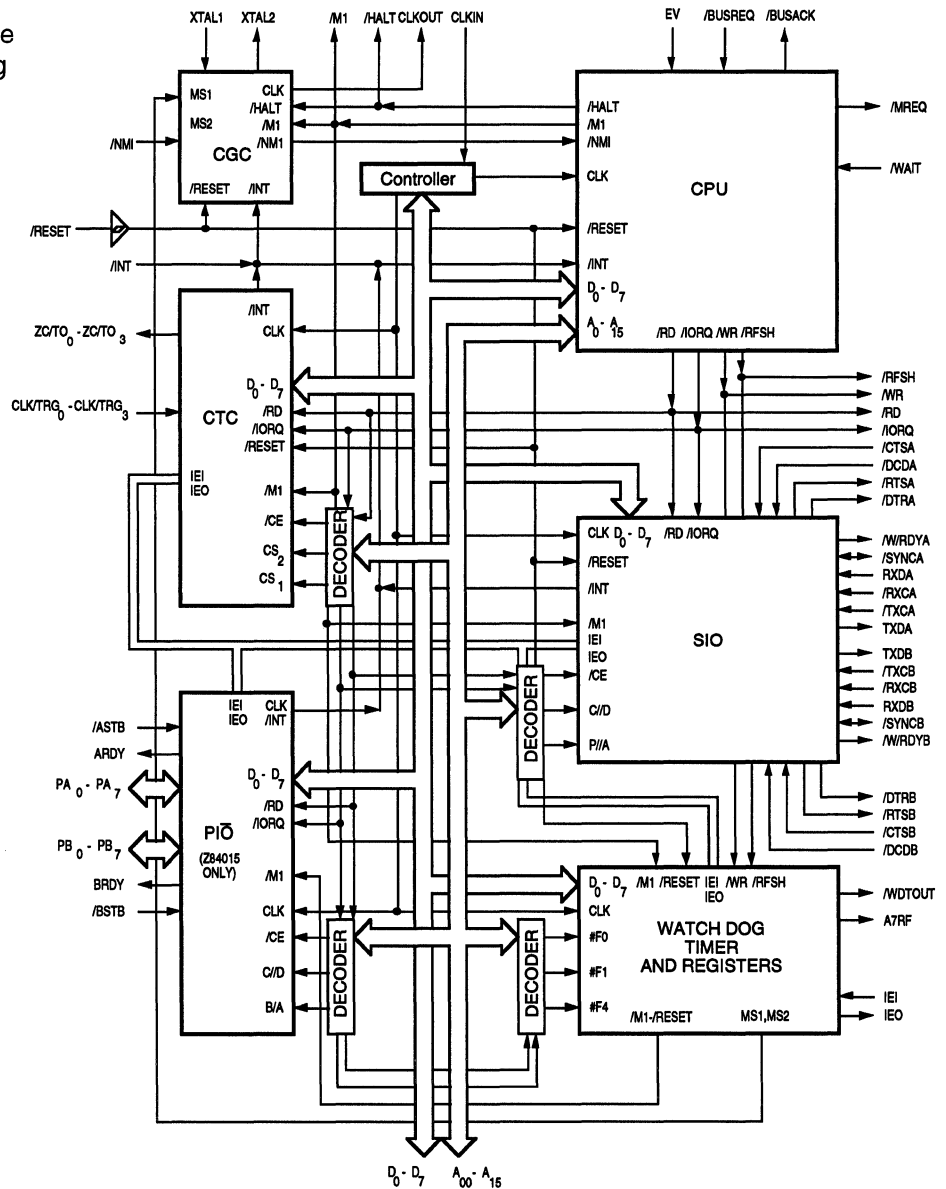 e
g
XTAL1 XTAL2 /M1 /HALT CLKOUT CLKIN EV /BUSREQ /BUSACK
MS1
MS2
CLK
/HALT
/M1
/NM1
CGC
/RESET /INT
/NMI
/RESET
/INT
Controller
/HALT
/M1
/NMI
CLK
CPU
/RESET
/INT
D0 - D7
A0 - A15
/RD /IORQ /WR /RFSH
/MREQ
/WAIT
/INT
CLK
D0 - D7
CTC
/RD
/IORQ
/RESET
IEI
IEO
/M1
/CE
CS2
CS1
ZC/TO0 - ZC/TO3
CLK/TRG0 - CLK/TRG3
DECODER
/RFSH
/WR
/RD
/IORQ
/CTSA
/DCDA
/RTSA
/DTRA
CLK D0 - D7 /RD /IORQ
/RESET
/INT
/M1
IEI
IEO
/CE
C//D
P//A
SIO
/W/RDYA
/SYNCA
RXDA
/RXCA
/TXCA
TXDA
TXDB
/TXCB
/RXCB
RXDB
/SYNCB
/W/RDYB
DECODER
IEI
IEO
CLK
/INT
D0 - D7
/RD
/IORQ
PIO
(Z84015
ONLY)
/M1
CLK
/CE
C//D
B/A
/ASTB
ARDY
PA0 - PA7
PB0 - PB7
BRDY
/BSTB
DECODER
DECODER
/DTRB
/RTSB
/CTSB
/DCDB
D0 - D7 /M1 /RESET IEI /WR /RFSH
IEO
CLK
#F0
#F1
#F4
WATCH DOG
TIMER
AND REGISTERS
/M1-/RESET MS1,MS2
/WDTOUT
A7RF
IEI
IEO
D0 - D7 A00 - A15